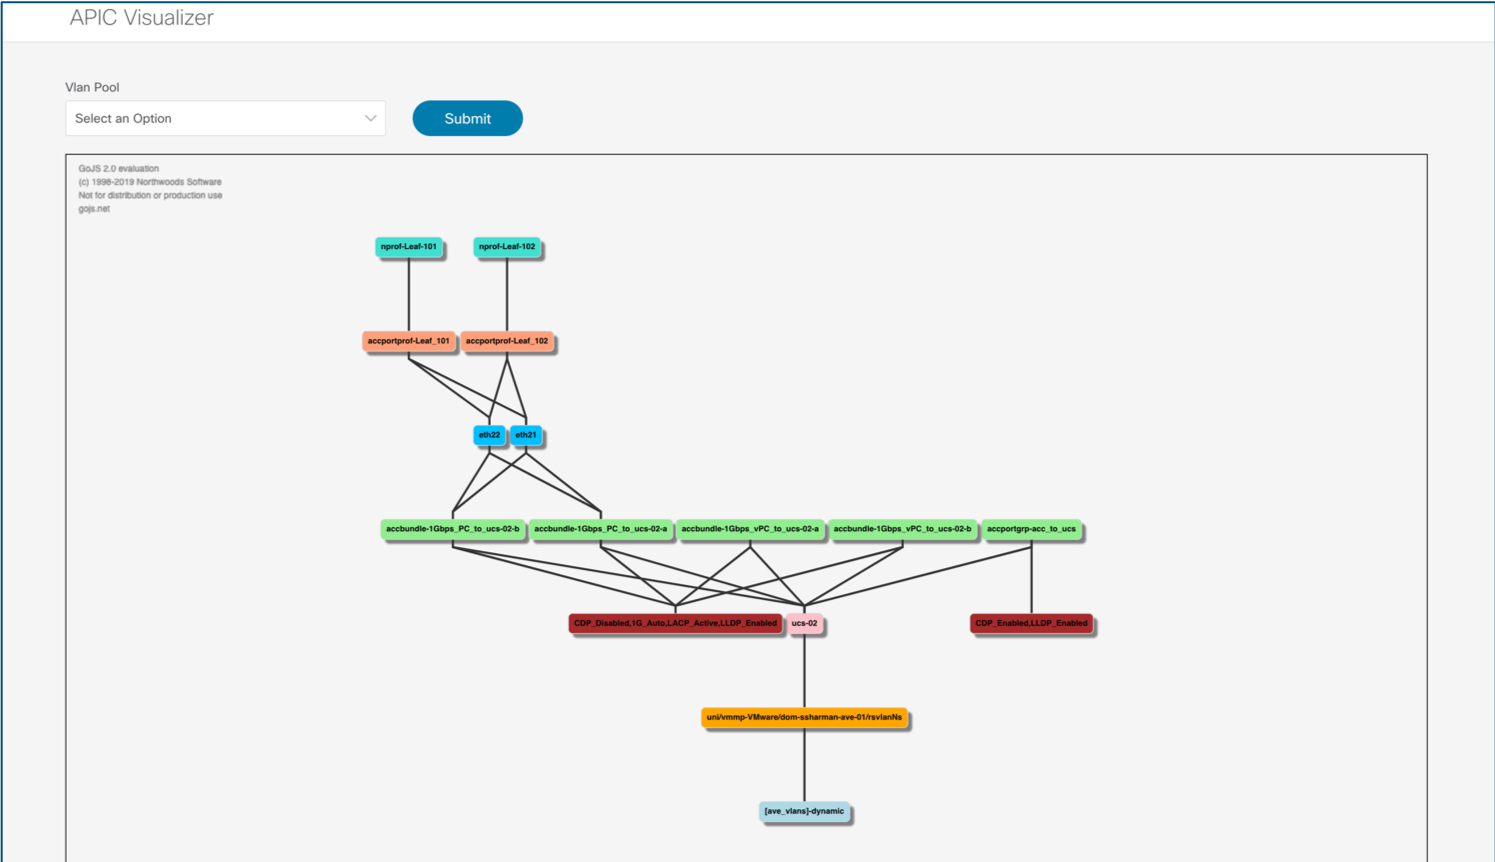 APIC Visualizer
Vlan Pool
Select an Option
Submit
GoJS 2.0 evaluation
(c) 1998-2019 Northwoods Software
Not for distribution or production use
gojs.net
nprof-Leaf-101
nprof-Leaf-102
accportprof-Leaf_101
accportprof-Leaf_102
eth22
eth21
accbundle-1Gbps_PC_to_ucs-02-b
accbundle-1Gbps_PC_to_ucs-02-a
accbundle-1Gbps_vPC_to_ucs-02-a
accbundle-1Gbps_vPC_to_ucs-02-b
accportgrp-acc_to_ucs
CDP_Disabled,1G_Auto,LACP_Active,LLDP_Enabled
ucs-02
CDP_Enabled,LLDP_Enabled
uni/vmmp-VMware/dom-ssharman-ave-01/rsvlanNs
[ave_vlans]-dynamic